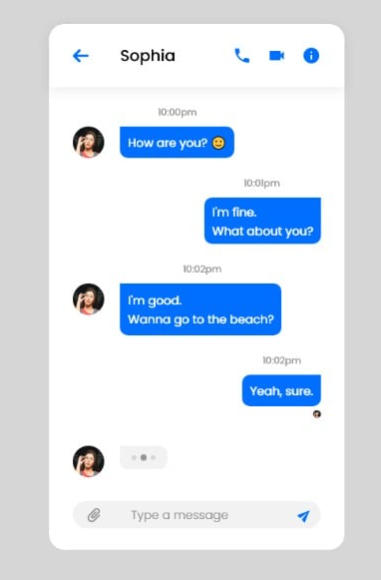 Sophia
10:00pm
How are you? 🙂
10:01pm
I'm fine.
What about you?
10:02pm
I'm good.
Wanna go to the beach?
10:02pm
Yeah, sure.
Type a message